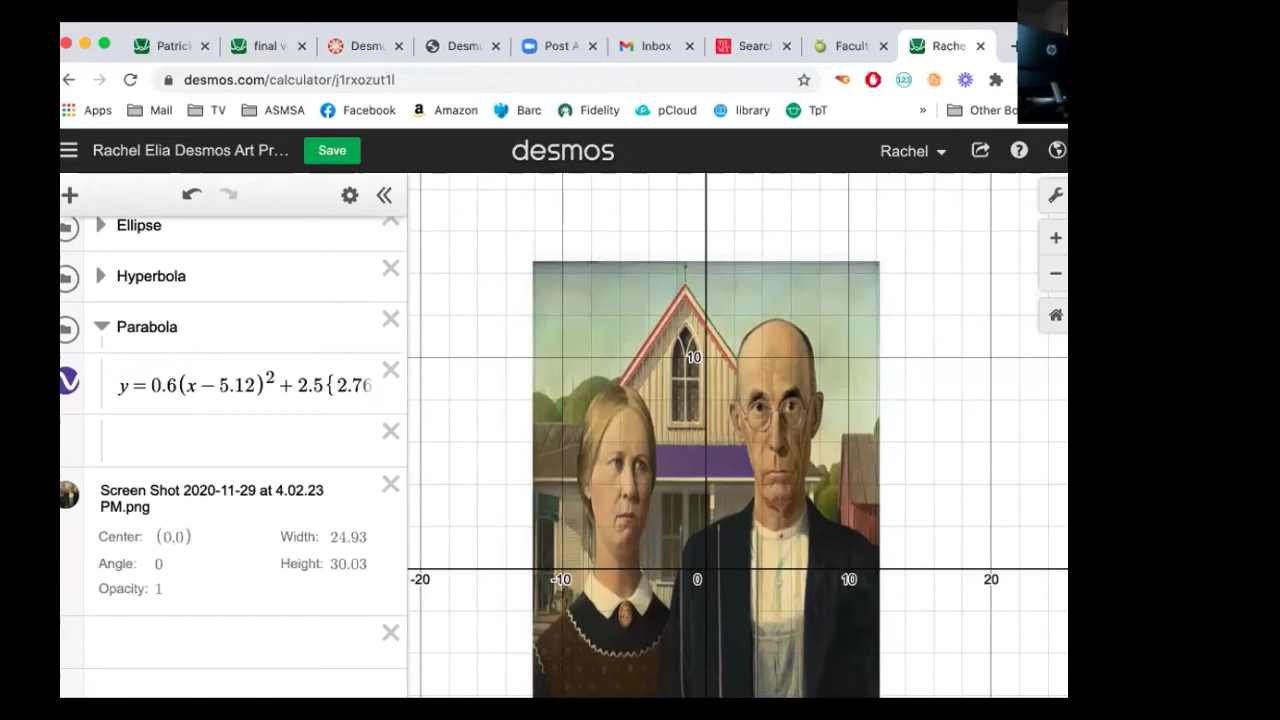 Patric final v Desmo Desmo Post A Inbox Searc Facult Rache
desmos.com/calculator/j1rxozut1l
Apps Mail TV ASMSA Facebook Amazon Barc Fidelity pCloud library TpT » Other Bo
Rachel Elia Desmos Art Pr... Save desmos Rachel
Ellipse
Hyperbola
Parabola
y = 0.6(x − 5.12)² + 2.5{2.76
Screen Shot 2020-11-29 at 4.02.23
PM.png
Center: (0,0) Width: 24.93
Angle: 0 Height: 30.03
Opacity: 1
10
-20 -10 0 10 20